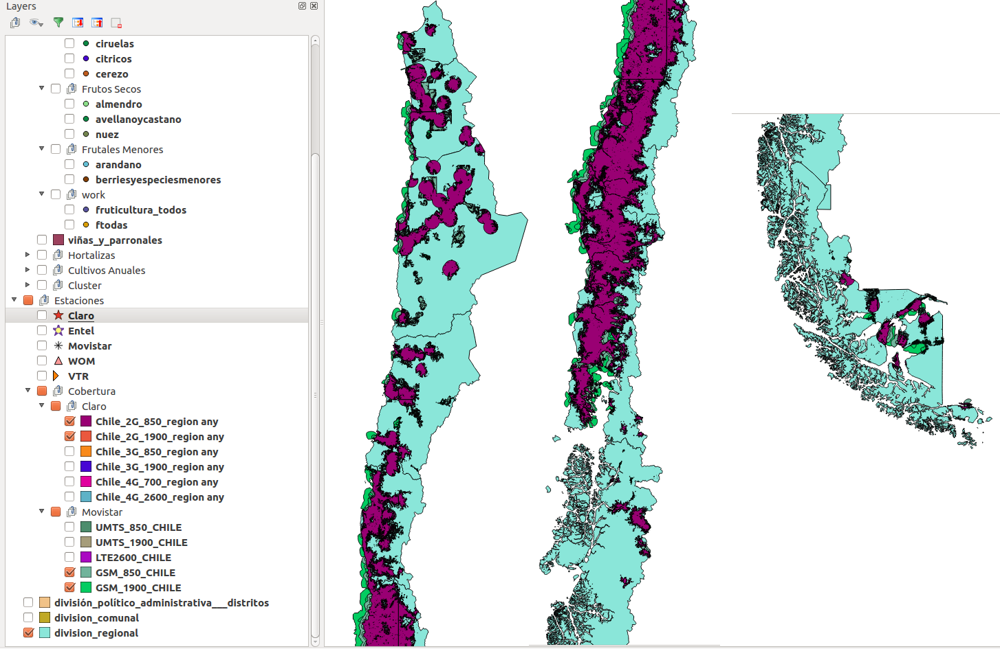 Layers
ciruelas
citricos
cerezo
Frutos Secos
almendro
avellanoycastano
nuez
Frutales Menores
arandano
berriesyespeciesmenores
work
fruticultura_todos
ftodas
viñas_y_parronales
Hortalizas
Cultivos Anuales
Cluster
Estaciones
Claro
Entel
Movistar
WOM
VTR
Cobertura
Claro
Chile_2G_850_region any
Chile_2G_1900_region any
Chile_3G_850_region any
Chile_3G_1900_region any
Chile_4G_700_region any
Chile_4G_2600_region any
Movistar
UMTS_850_CHILE
UMTS_1900_CHILE
LTE2600_CHILE
GSM_850_CHILE
GSM_1900_CHILE
división_político_administrativa___distritos
division_comunal
division_regional